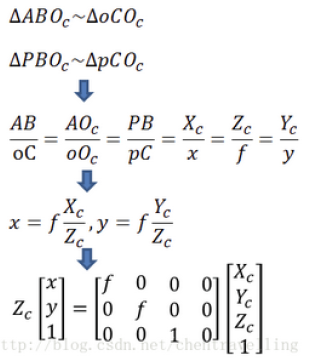 ΔABO_c~ΔoCO_c
ΔPBO_c~ΔpCO_c
AB/oC = AO_c/oO_c = PB/pC = X_c/x = Z_c/f = Y_c/y
x = f X_c/Z_c, y = f Y_c/Z_c
Z_c [x y 1] = [f 0 0 0; 0 f 0 0; 0 0 1 0] [X_c Y_c Z_c 1]
http://blog.csdn.net/chentravelling